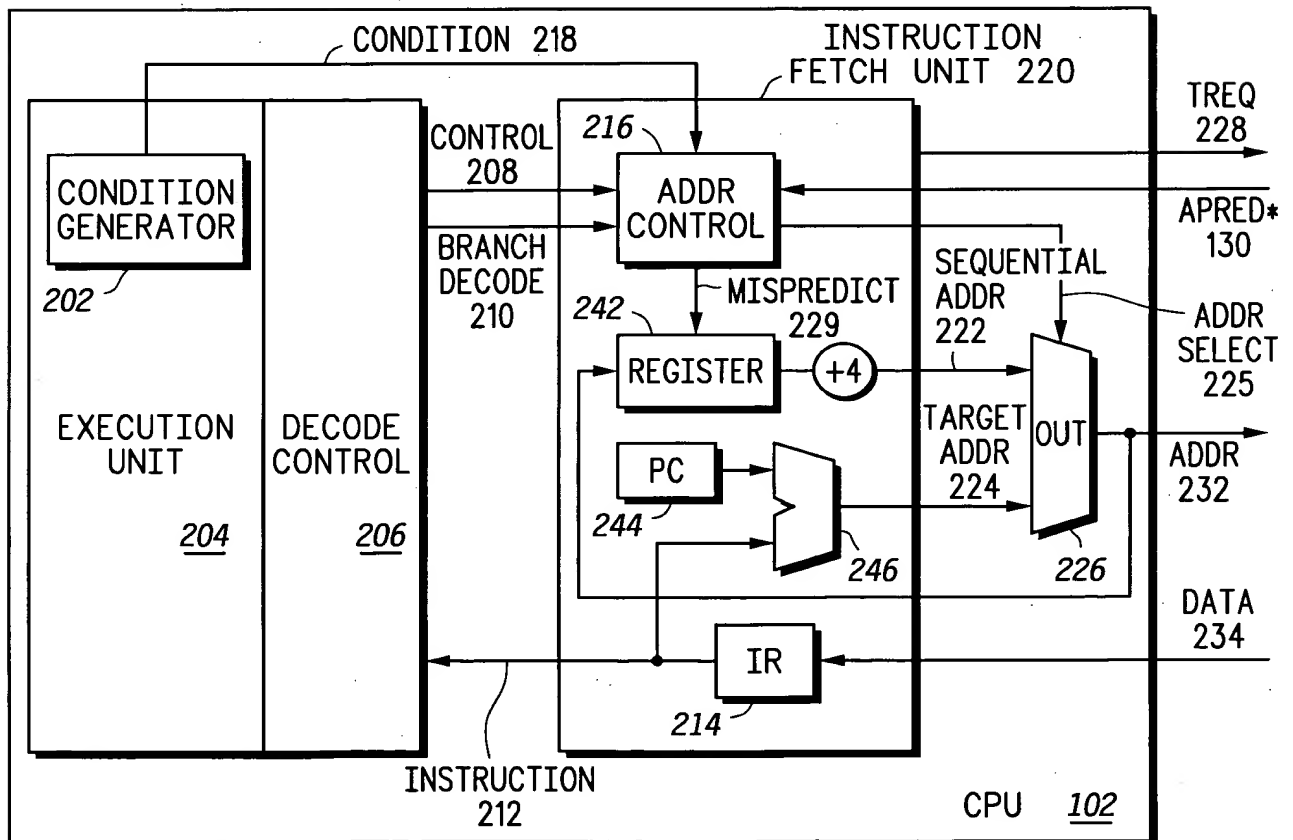 CONDITION 218
INSTRUCTION
FETCH UNIT 220
TREQ
228
CONTROL
208
216
ADDR
CONTROL
CONDITION
GENERATOR
202
APRED*
130
BRANCH
DECODE
210
SEQUENTIAL
ADDR
222
MISPREDICT
229
242
REGISTER
+4
ADDR
SELECT
225
EXECUTION
UNIT
204
DECODE
CONTROL
206
PC
244
246
TARGET
ADDR
224
OUT
226
ADDR
232
DATA
234
IR
214
INSTRUCTION
212
CPU 102